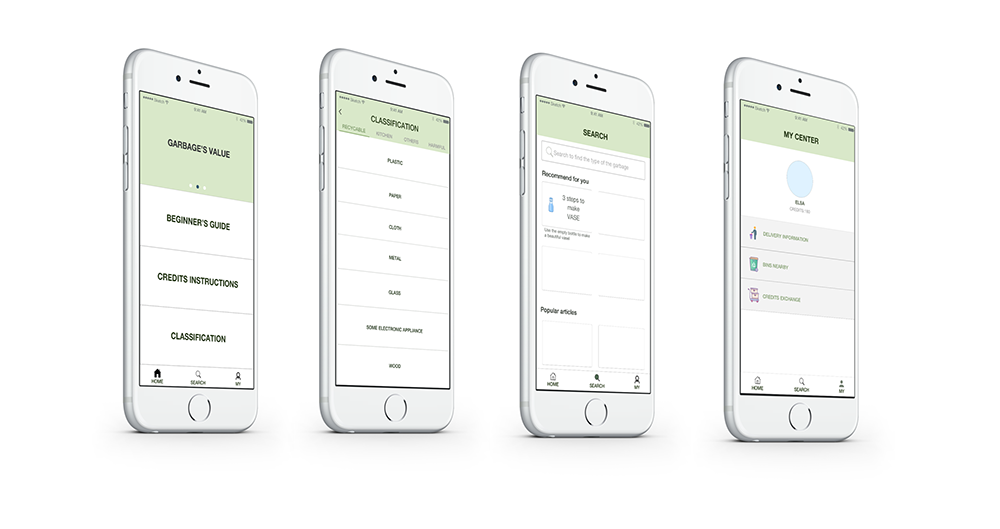 Sketch
9:41 AM
GARBAGE'S VALUE
BEGINNER'S GUIDE
CREDITS INSTRUCTIONS
CLASSIFICATION
HOME
SEARCH
MY
Sketch
9:41 AM
CLASSIFICATION
RECYCLABLE
KITCHEN
OTHERS
HARMFUL
PLASTIC
PAPER
CLOTH
METAL
GLASS
SOME ELECTRONIC APPLIANCE
WOOD
Sketch
9:41 AM
SEARCH
Search to find the type of the garbage
Recommend for you
3 steps to
make
VASE
Use the empty bottle to make
a beautiful vase
Popular articles
HOME
SEARCH
MY
Sketch
9:41 AM
MY CENTER
ELSA
DELIVERY INFORMATION
BINS NEARBY
CREDITS EXCHANGE
HOME
SEARCH
MY